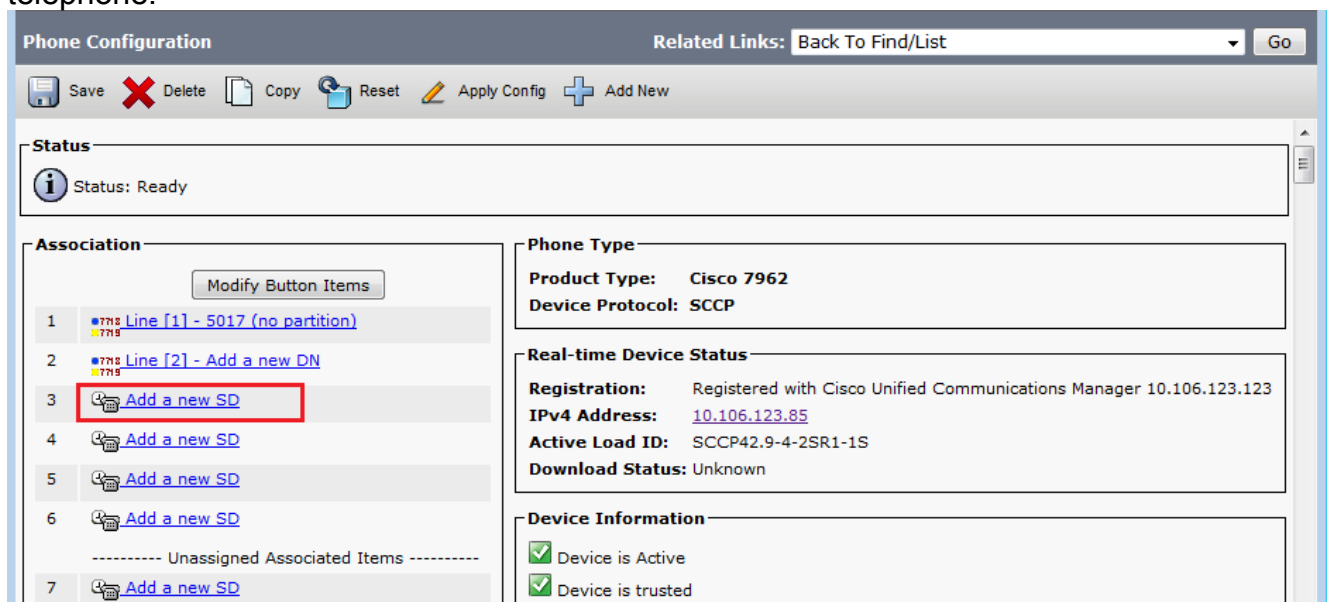 telephone.
Phone Configuration
Related Links: Back To Find/List Go
Save Delete Copy Reset Apply Config Add New
Status
Status: Ready
Association
Modify Button Items
1 Line [1] - 5017 (no partition)
2 Line [2] - Add a new DN
3 Add a new SD
4 Add a new SD
5 Add a new SD
6 Add a new SD
---------- Unassigned Associated Items ----------
7 Add a new SD
Phone Type
Product Type: Cisco 7962
Device Protocol: SCCP
Real-time Device Status
Registration: Registered with Cisco Unified Communications Manager 10.106.123.123
IPv4 Address: 10.106.123.85
Active Load ID: SCCP42.9-4-2SR1-1S
Download Status: Unknown
Device Information
Device is Active
Device is trusted